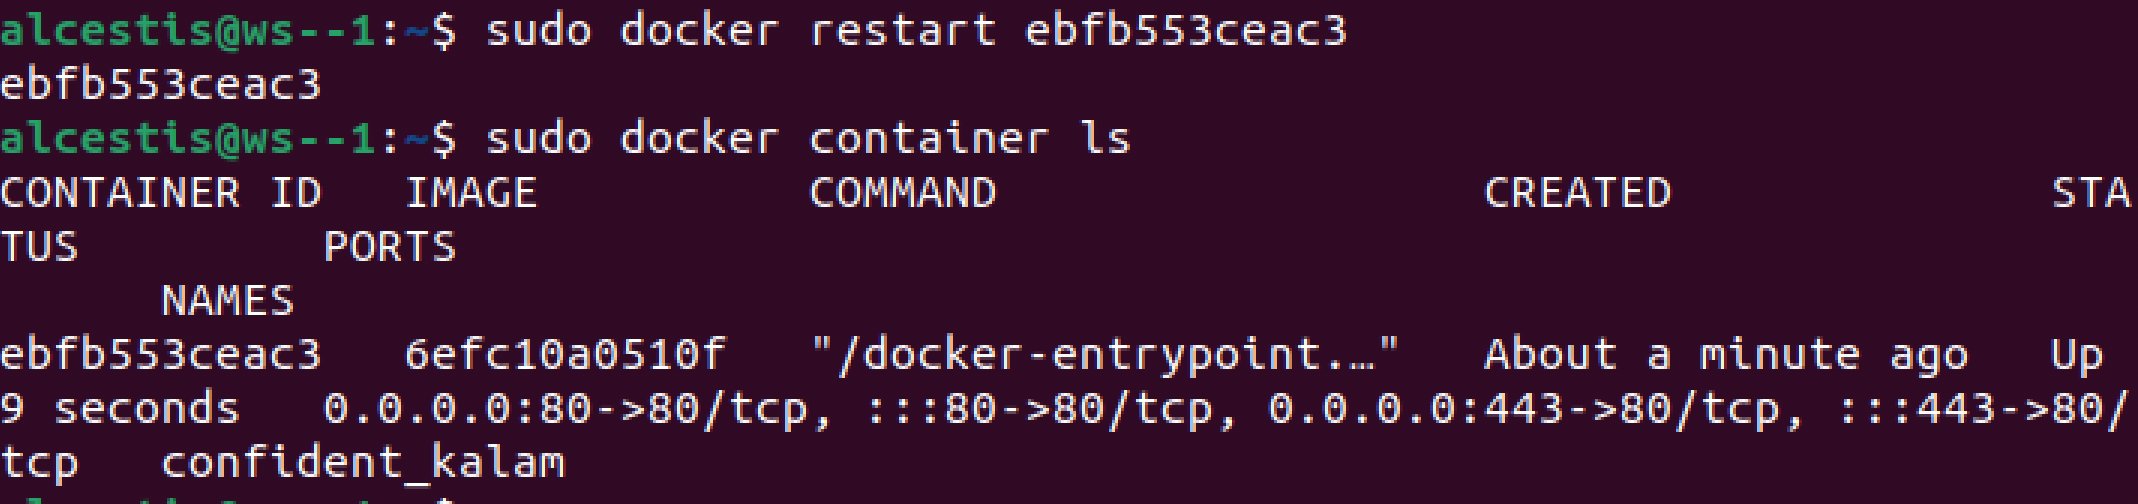 alcestis@ws--1:~$ sudo docker restart ebfb553ceac3
ebfb553ceac3
alcestis@ws--1:~$ sudo docker container ls
CONTAINER ID   IMAGE          COMMAND                  CREATED              STA
TUS         PORTS
      NAMES
ebfb553ceac3   6efc10a0510f   "/docker-entrypoint.…"   About a minute ago   Up
9 seconds   0.0.0.0:80->80/tcp, :::80->80/tcp, 0.0.0.0:443->80/tcp, :::443->80/
tcp   confident_kalam